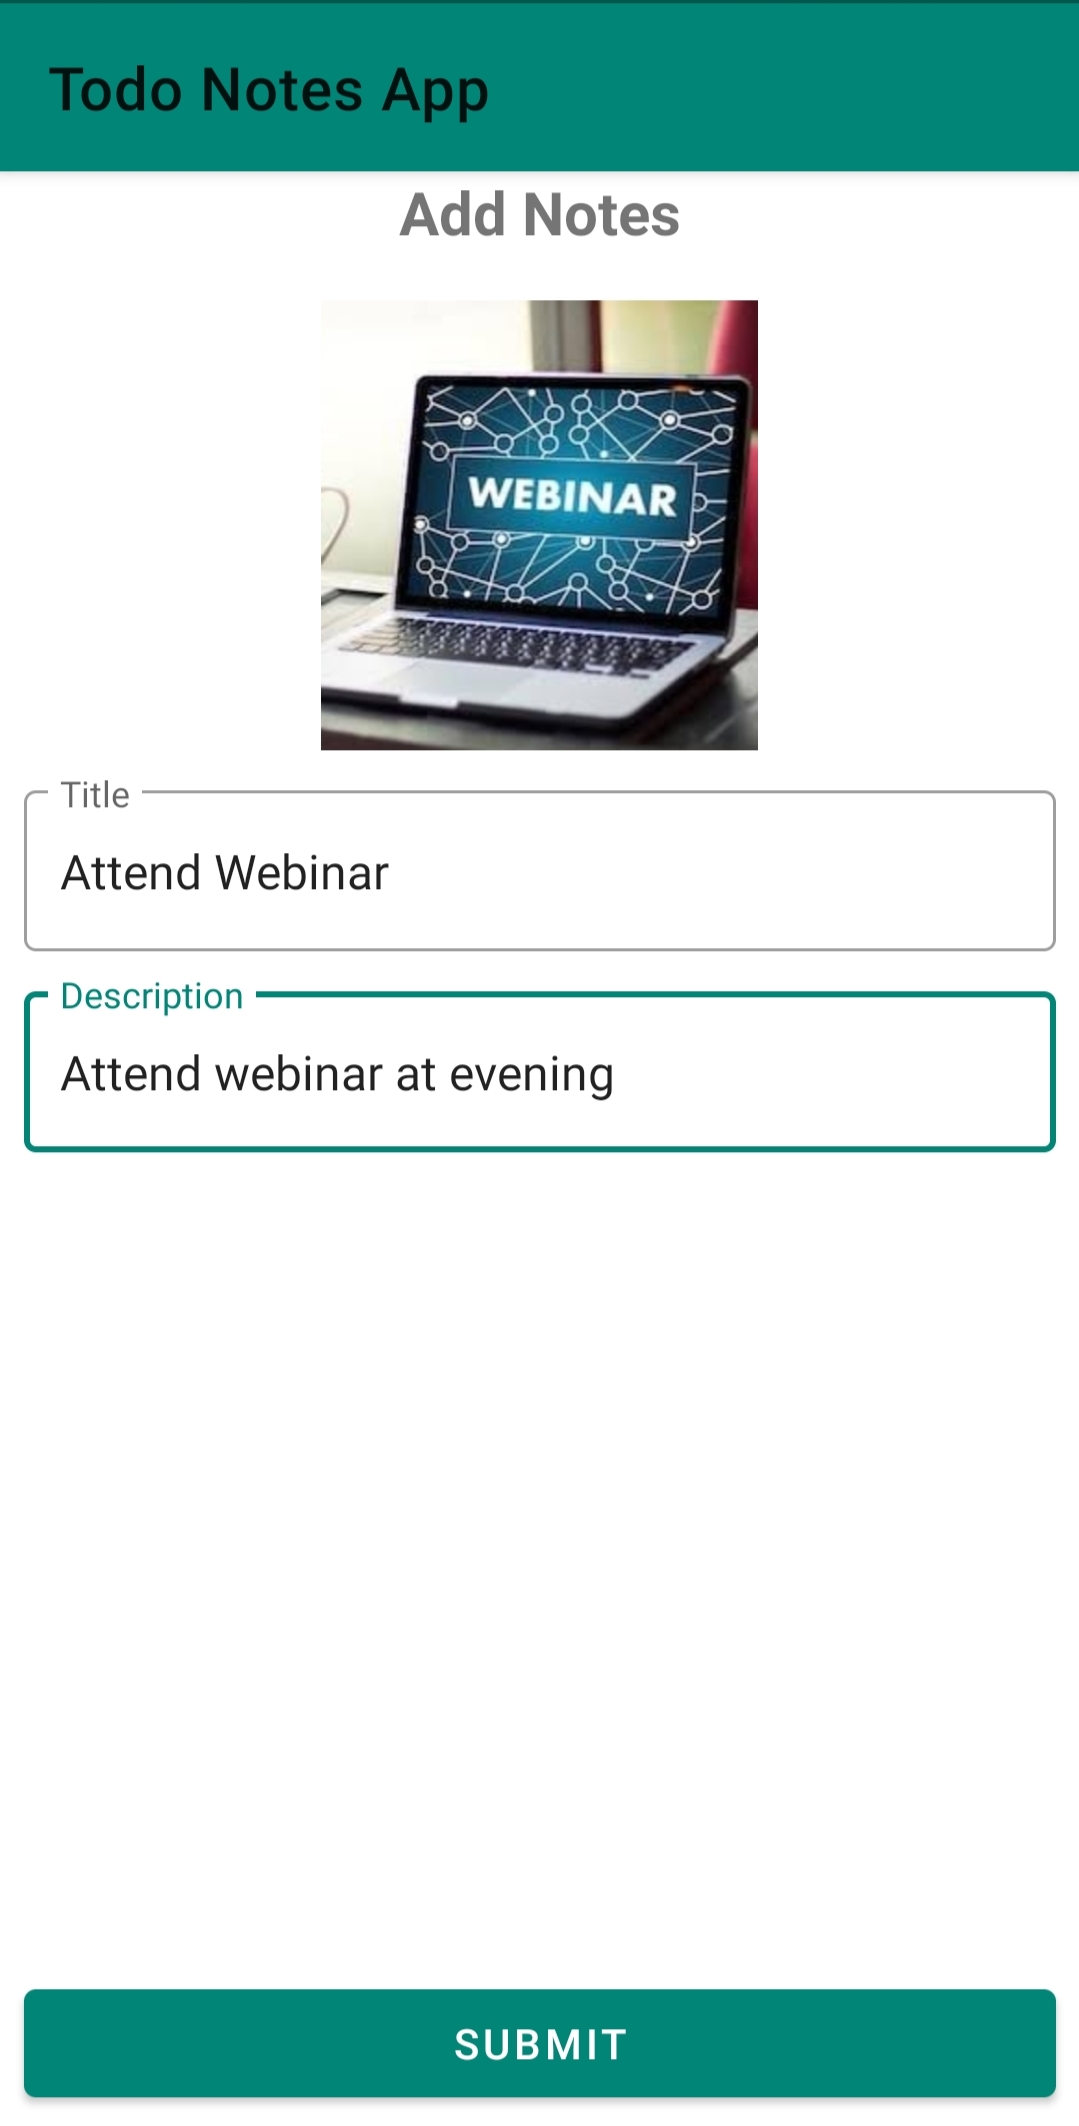 Todo Notes App
Add Notes
WEBINAR
Title
Attend Webinar
Description
Attend webinar at evening
SUBMIT